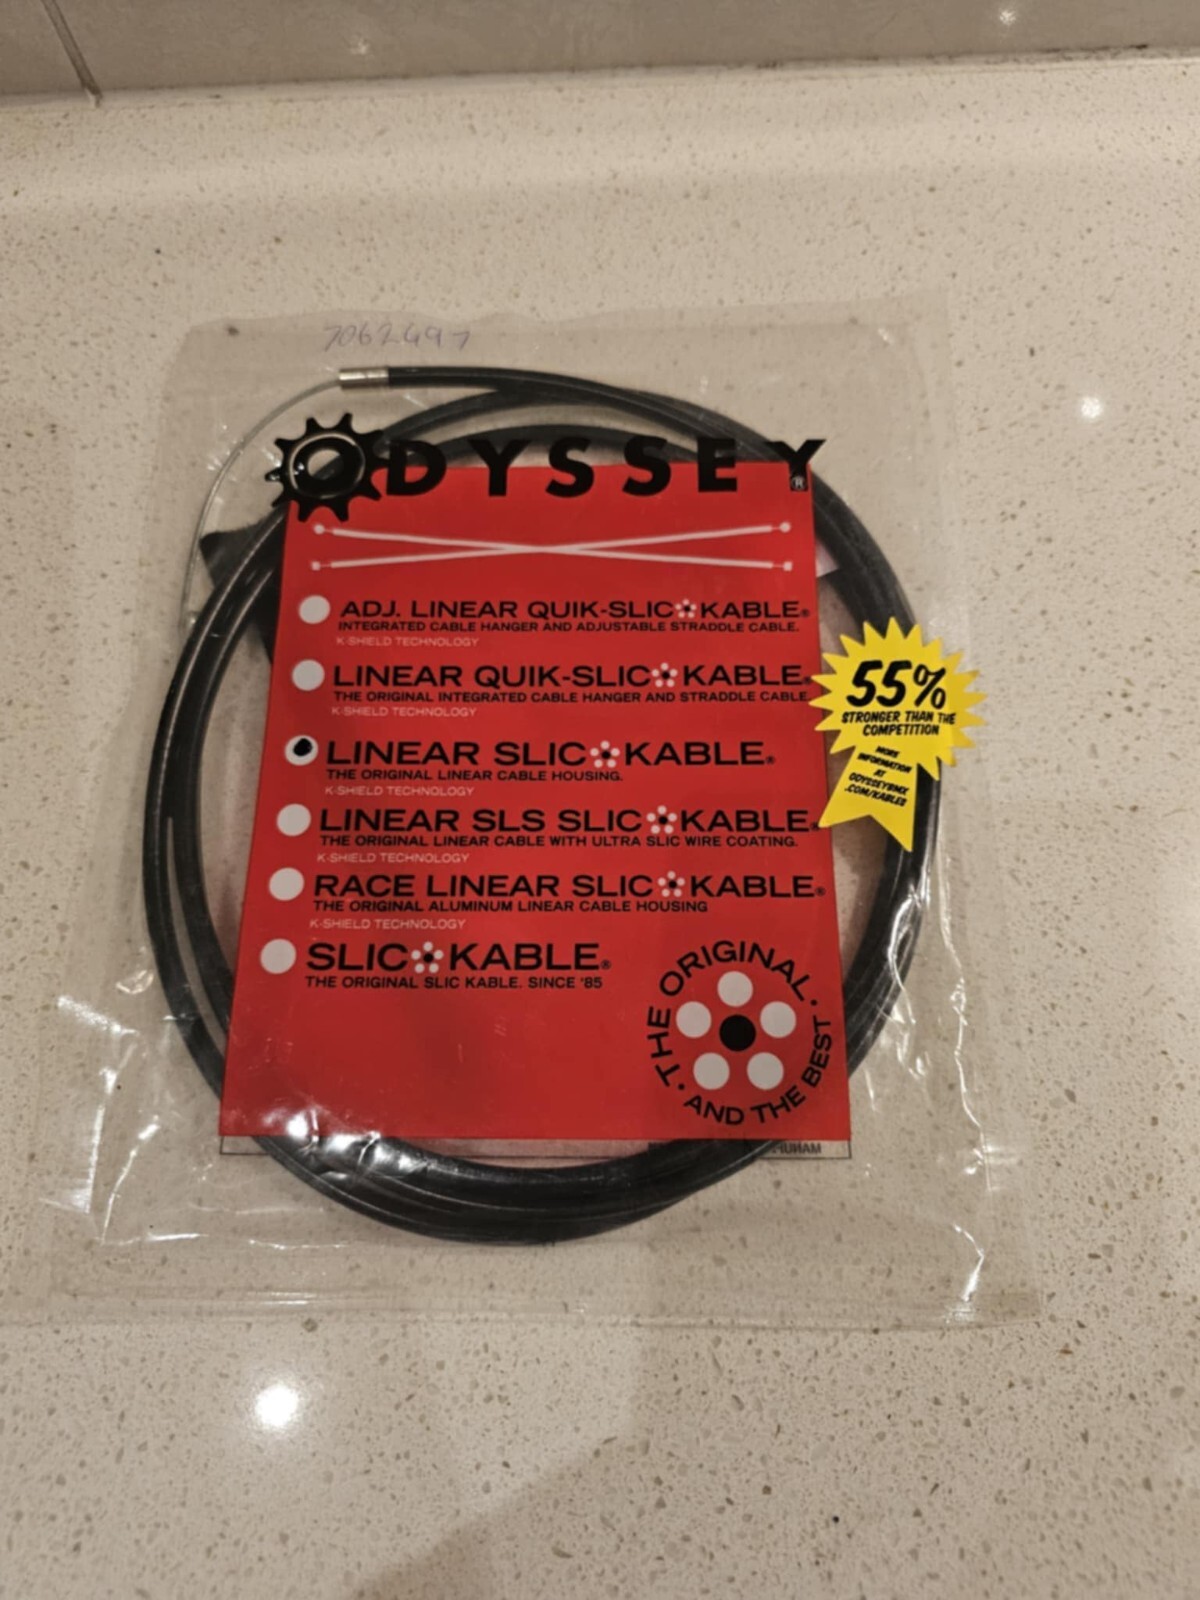 7062497
ODYSSEY®
ADJ. LINEAR QUIK-SLIC KABLE®
INTEGRATED CABLE HANGER AND ADJUSTABLE STRADDLE CABLE.
K-SHIELD TECHNOLOGY
LINEAR QUIK-SLIC KABLE®
THE ORIGINAL INTEGRATED CABLE HANGER AND STRADDLE CABLE.
K-SHIELD TECHNOLOGY
LINEAR SLIC KABLE®
THE ORIGINAL LINEAR CABLE HOUSING.
K-SHIELD TECHNOLOGY
LINEAR SLS SLIC KABLE®
THE ORIGINAL LINEAR CABLE WITH ULTRA SLIC WIRE COATING.
K-SHIELD TECHNOLOGY
RACE LINEAR SLIC KABLE®
THE ORIGINAL ALUMINUM LINEAR CABLE HOUSING
K-SHIELD TECHNOLOGY
SLIC KABLE®
THE ORIGINAL SLIC KABLE. SINCE '85
55%
STRONGER THAN THE
COMPETITION
MORE
INFORMATION
AT
ODYSSEYBMX
.COM/KABLES
THE ORIGINAL.
.AND THE BEST